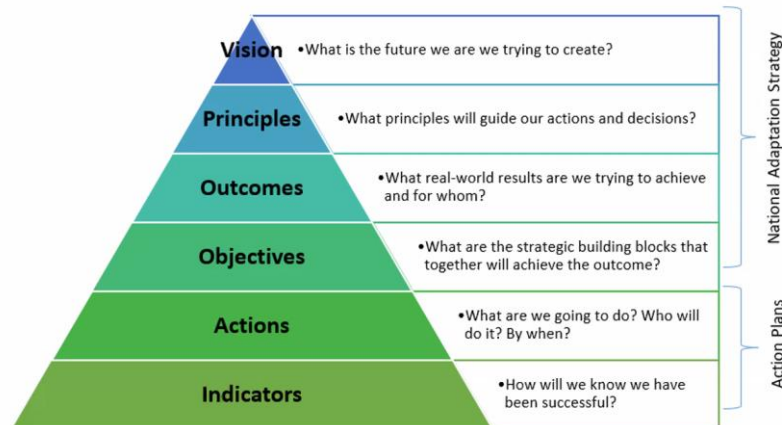 Vision
•What is the future we are we trying to create?
Principles
•What principles will guide our actions and decisions?
Outcomes
•What real-world results are we trying to achieve
and for whom?
Objectives
•What are the strategic building blocks that
together will achieve the outcome?
Actions
•What are we going to do? Who will
do it? By when?
Indicators
•How will we know we have
been successful?
National Adaptation Strategy
Action Plans